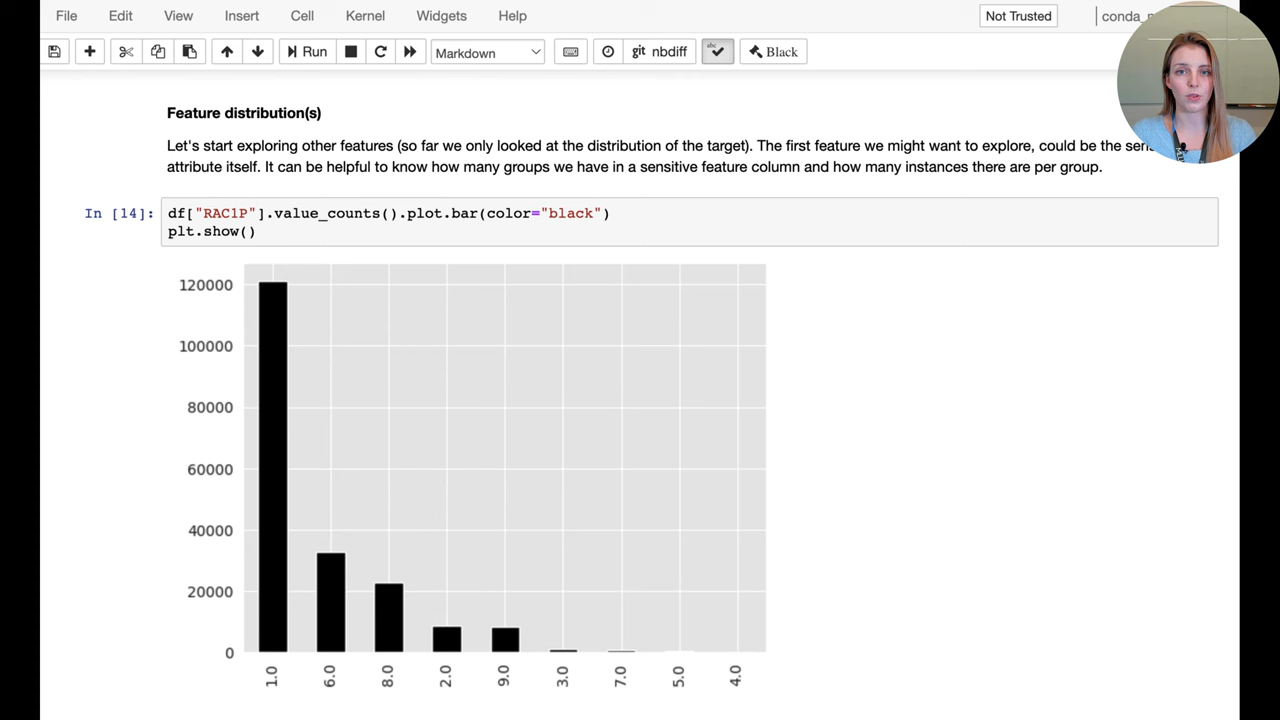 File Edit View Insert Cell Kernel Widgets Help Not Trusted conda_
Run Markdown git nbdiff abc Black
Feature distribution(s)
Let's start exploring other features (so far we only looked at the distribution of the target). The first feature we might want to explore, could be the
attribute itself. It can be helpful to know how many groups we have in a sensitive feature column and how many instances there are per group.
In [14]: df["RAC1P"].value_counts().plot.bar(color="black")
plt.show()
120000
100000
80000
60000
40000
20000
0
1.0 6.0 8.0 2.0 9.0 3.0 7.0 5.0 4.0